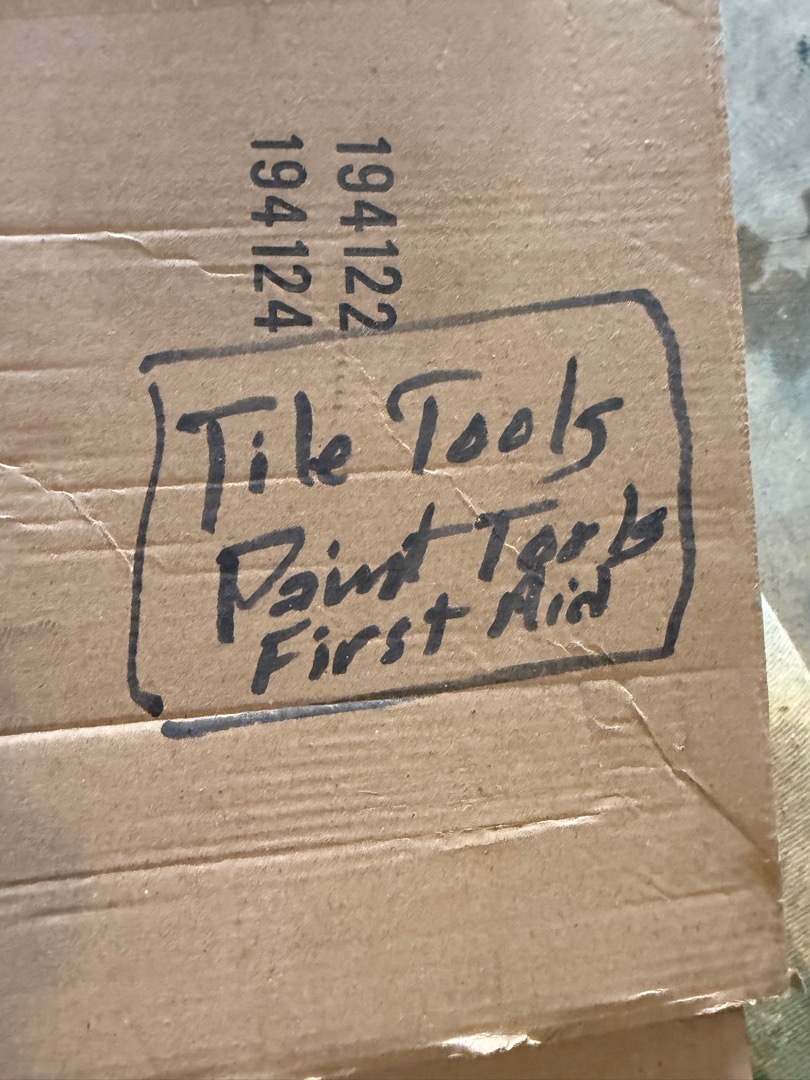 194122
194124
Tile Tools
Paint Tools
First Aid